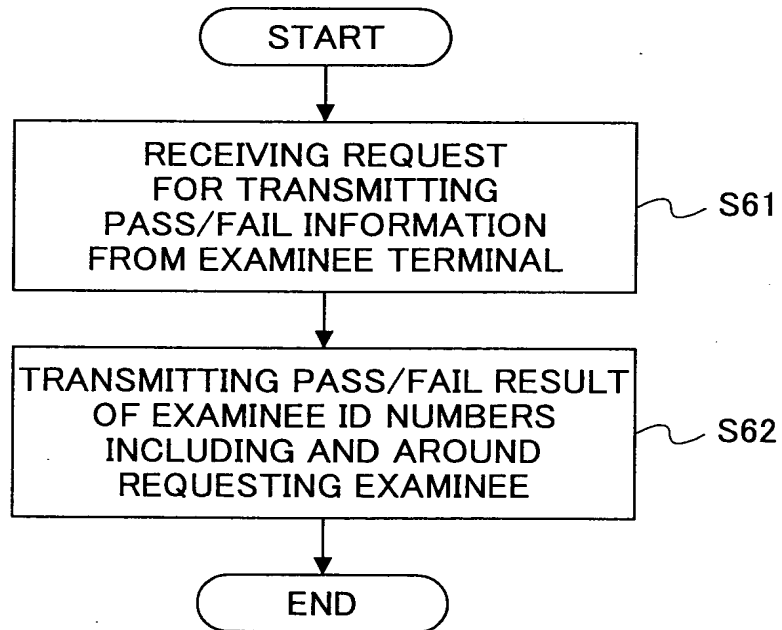 START
RECEIVING REQUEST
FOR TRANSMITTING
PASS/FAIL INFORMATION
FROM EXAMINEE TERMINAL
S61
TRANSMITTING PASS/FAIL RESULT
OF EXAMINEE ID NUMBERS
INCLUDING AND AROUND
REQUESTING EXAMINEE
S62
END